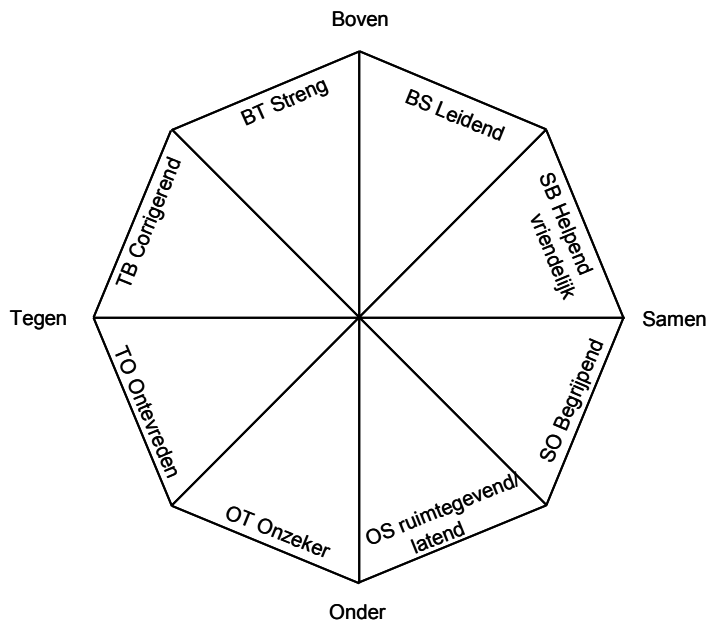 Boven
BT Streng
BS Leidend
TB Corrigerend
SB Helpend
vriendelijk
Tegen
Samen
TO Ontevreden
SO Begrijpend
OT Onzeker
OS ruimtegevend/
latend
Onder